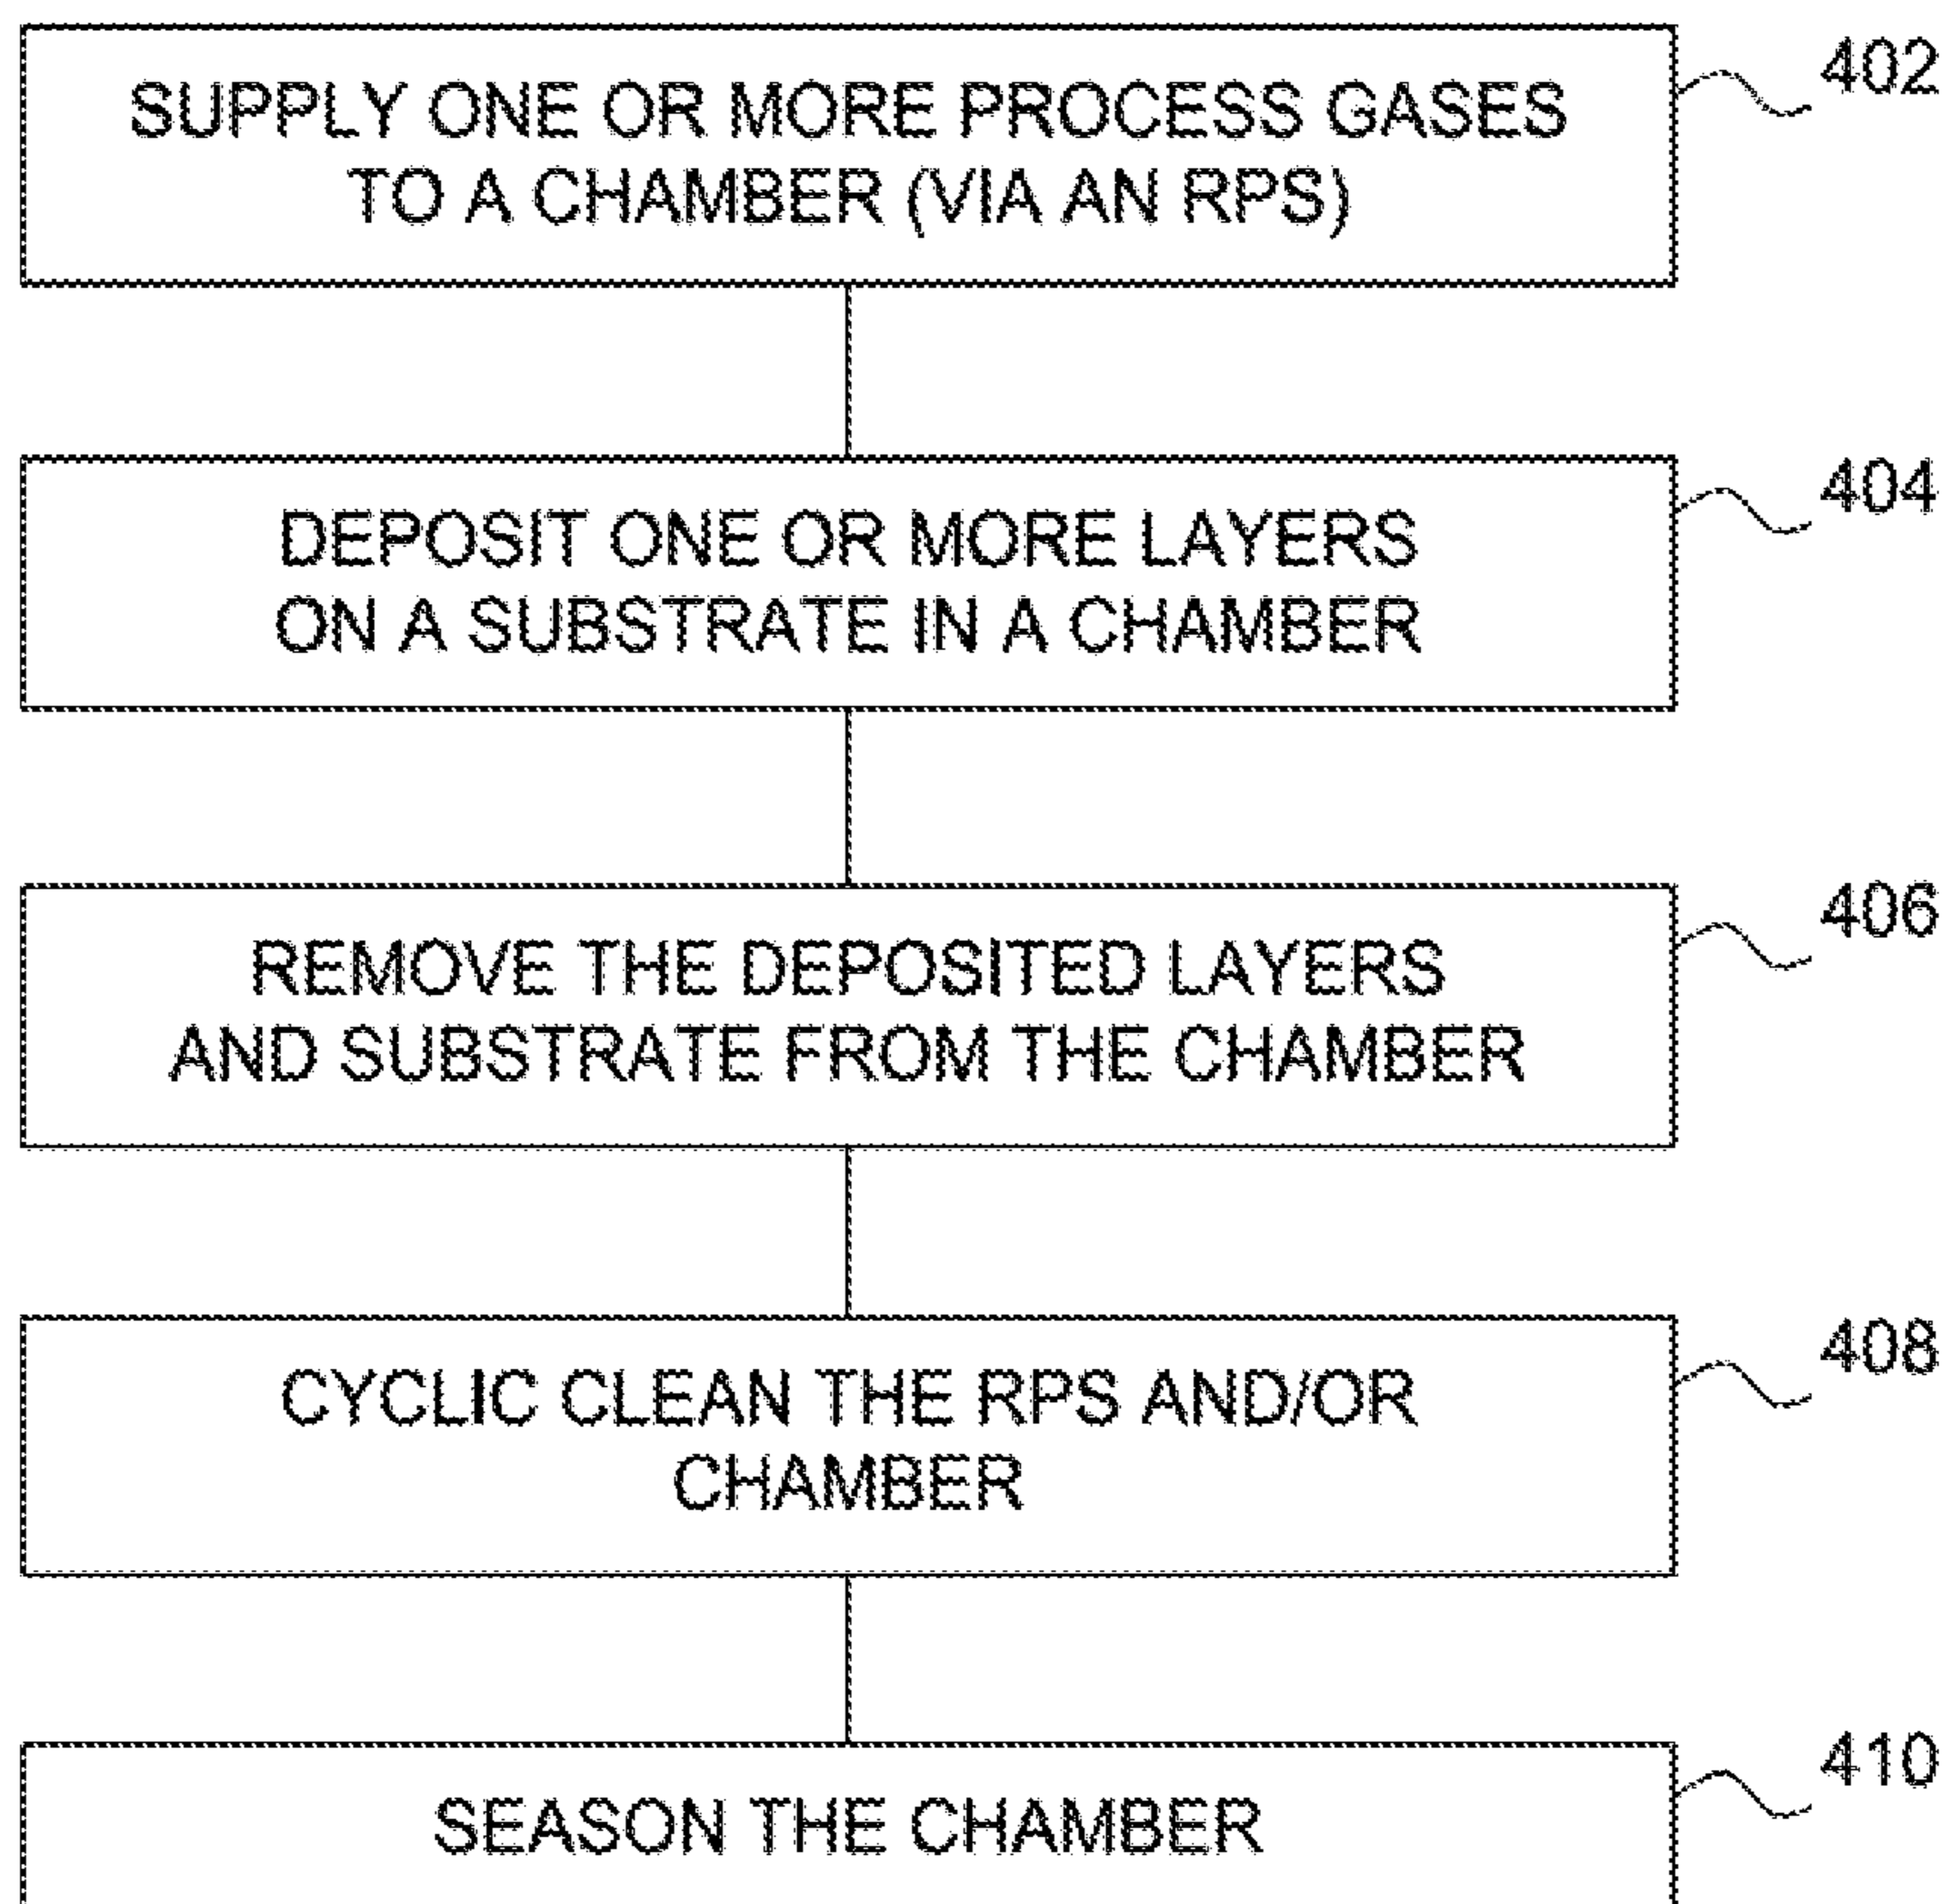 SUPPLY ONE OR MORE PROCESS GASES
TO A CHAMBER (VIA AN RPS)
402
DEPOSIT ONE OR MORE LAYERS
ON A SUBSTRATE IN A CHAMBER
404
REMOVE THE DEPOSITED LAYERS
AND SUBSTRATE FROM THE CHAMBER
406
CYCLIC CLEAN THE RPS AND/OR
CHAMBER
408
SEASON THE CHAMBER
410